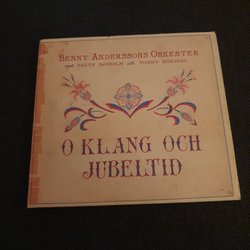 BENNY ANDERSSONS ORKESTER
MED HELEN SJÖHOLM OCH TOMMY KÖRBERG
O KLANG OCH
JUBELTID